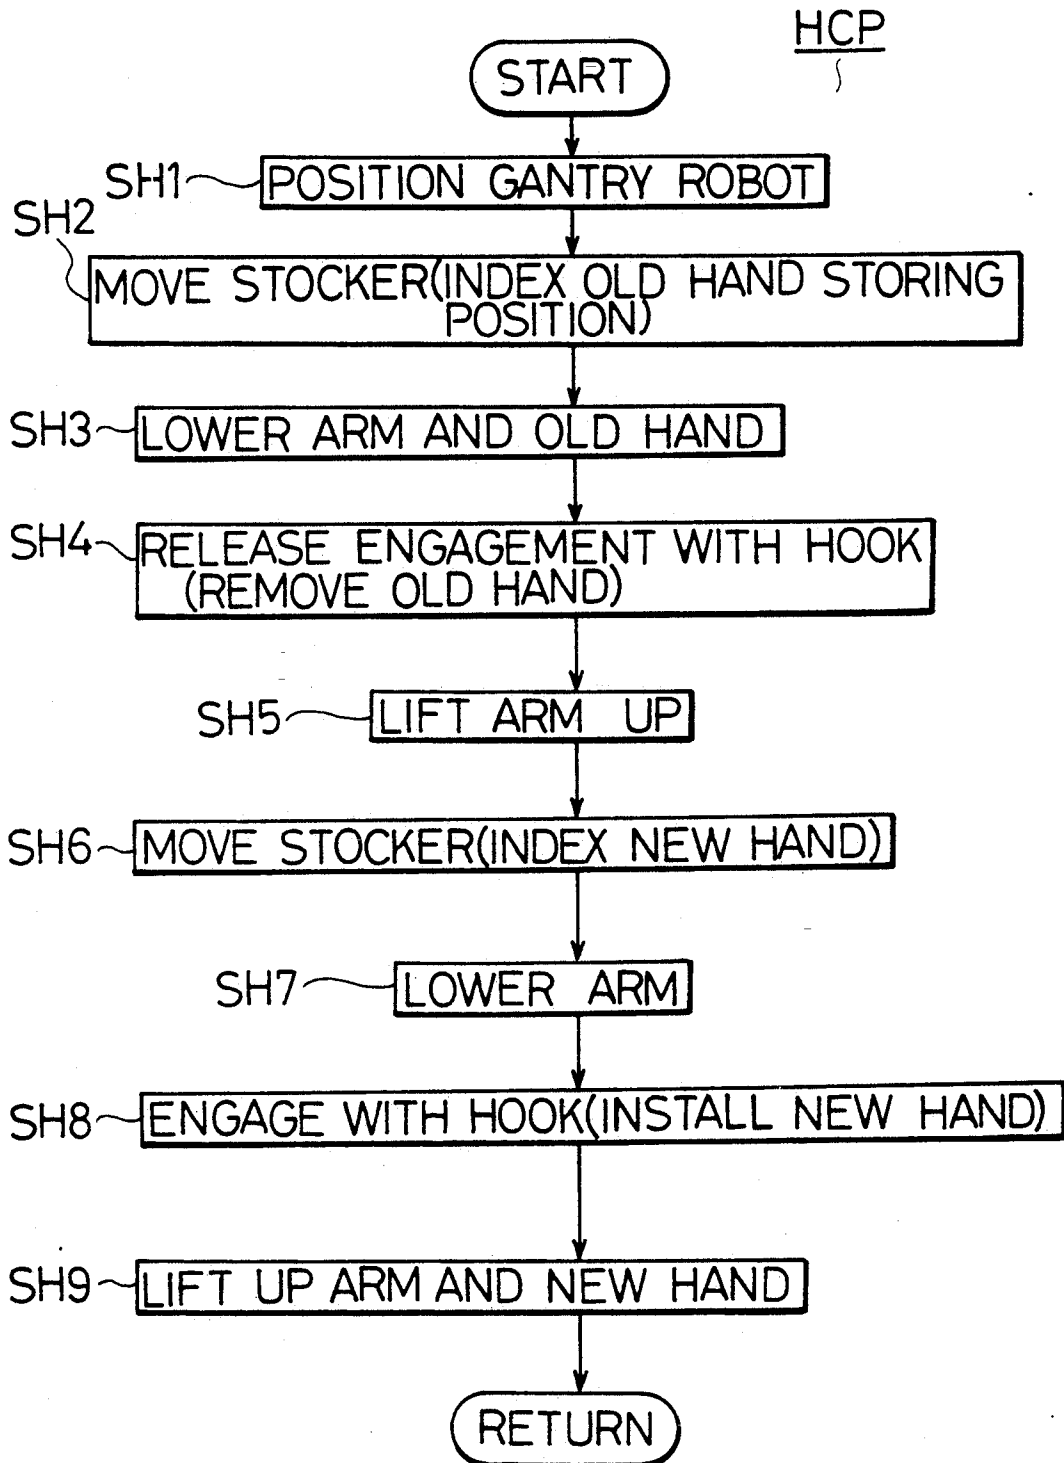 HCP
START
SH1
POSITION GANTRY ROBOT
SH2
MOVE STOCKER(INDEX OLD HAND STORING
POSITION)
SH3
LOWER ARM AND OLD HAND
SH4
RELEASE ENGAGEMENT WITH HOOK
(REMOVE OLD HAND)
SH5
LIFT ARM UP
SH6
MOVE STOCKER(INDEX NEW HAND)
SH7
LOWER ARM
SH8
ENGAGE WITH HOOK(INSTALL NEW HAND)
SH9
LIFT UP ARM AND NEW HAND
RETURN